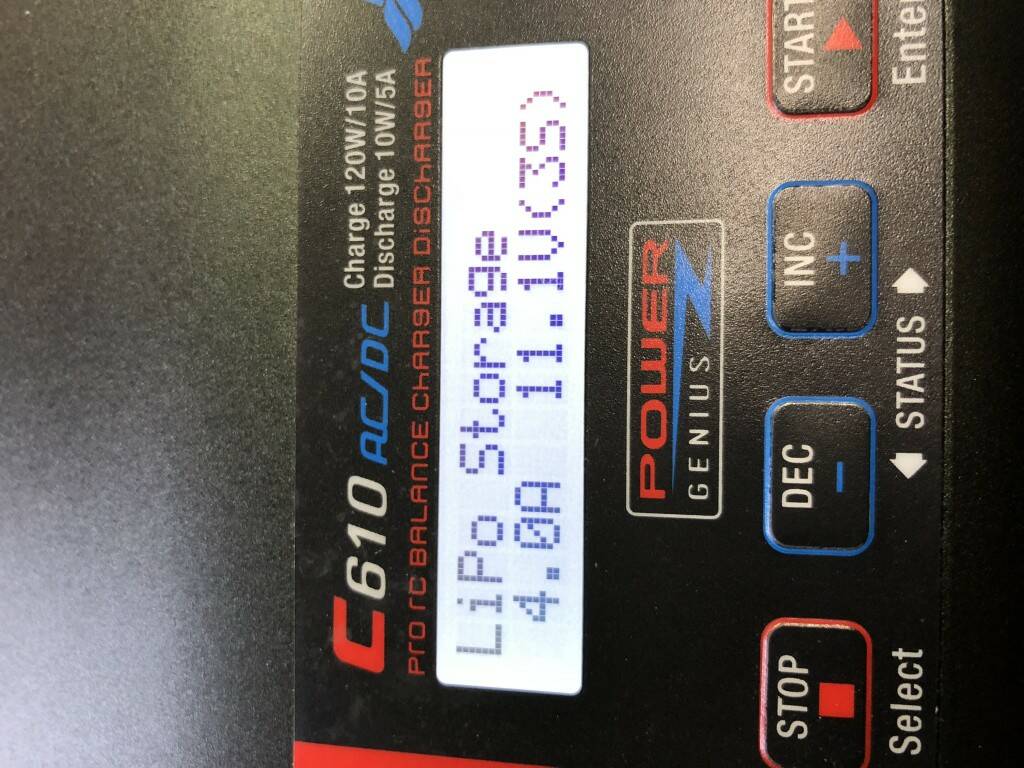 C610 AC/DC
Charge 120W/10A
Discharge 10W/5A
Pro rc BALANCE CHARGER DISCHARGER
LiPo Storage
4.0A 11.1V(3S)
POWER
GENIUS
STOP
DEC
-
INC
+
START
Select
STATUS
Enter